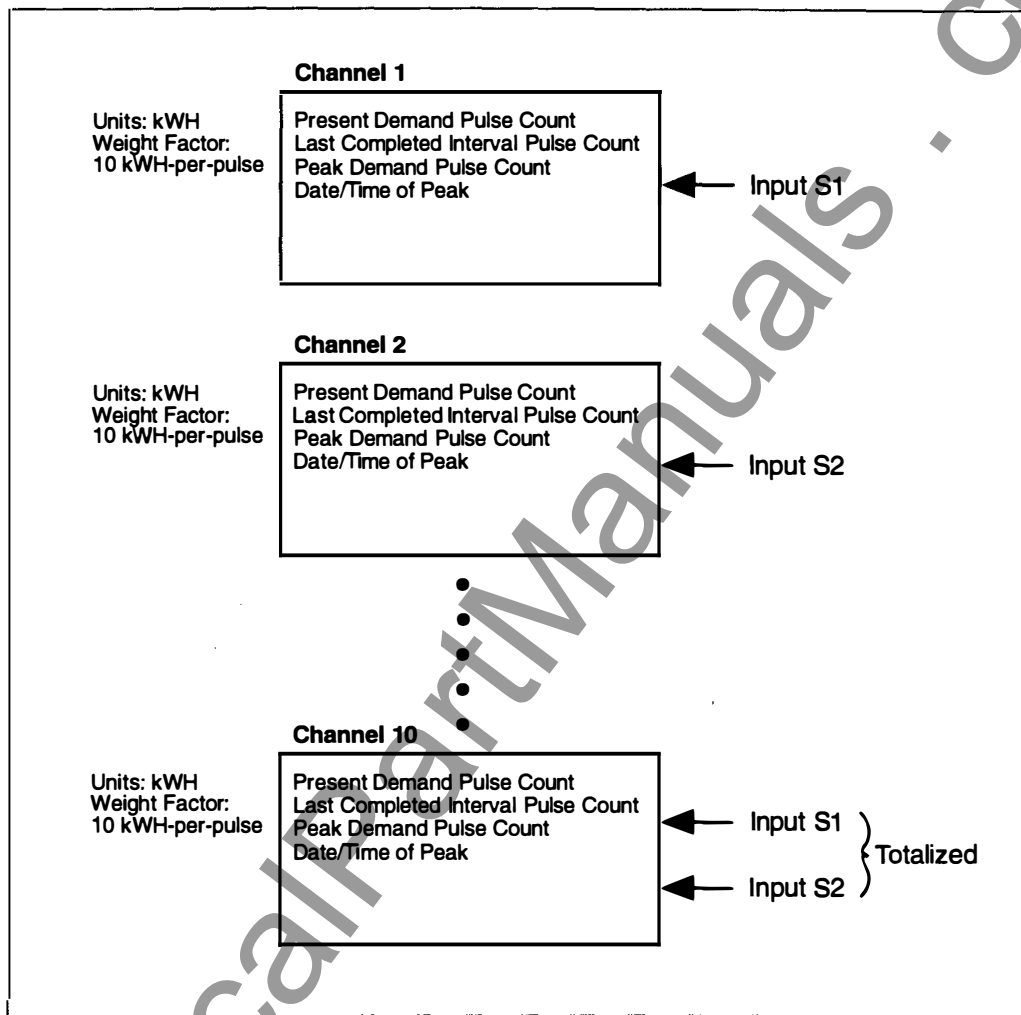 Channel 1
Units: kWH
Weight Factor:
10 kWH-per-pulse
Present Demand Pulse Count
Last Completed Interval Pulse Count
Peak Demand Pulse Count
Date/Time of Peak
Input S1
Channel 2
Units: kWH
Weight Factor:
10 kWH-per-pulse
Present Demand Pulse Count
Last Completed Interval Pulse Count
Peak Demand Pulse Count
Date/Time of Peak
Input S2
Channel 10
Units: kWH
Weight Factor:
10 kWH-per-pulse
Present Demand Pulse Count
Last Completed Interval Pulse Count
Peak Demand Pulse Count
Date/Time of Peak
Input S1
Input S2
Totalized
calPartManuals . c